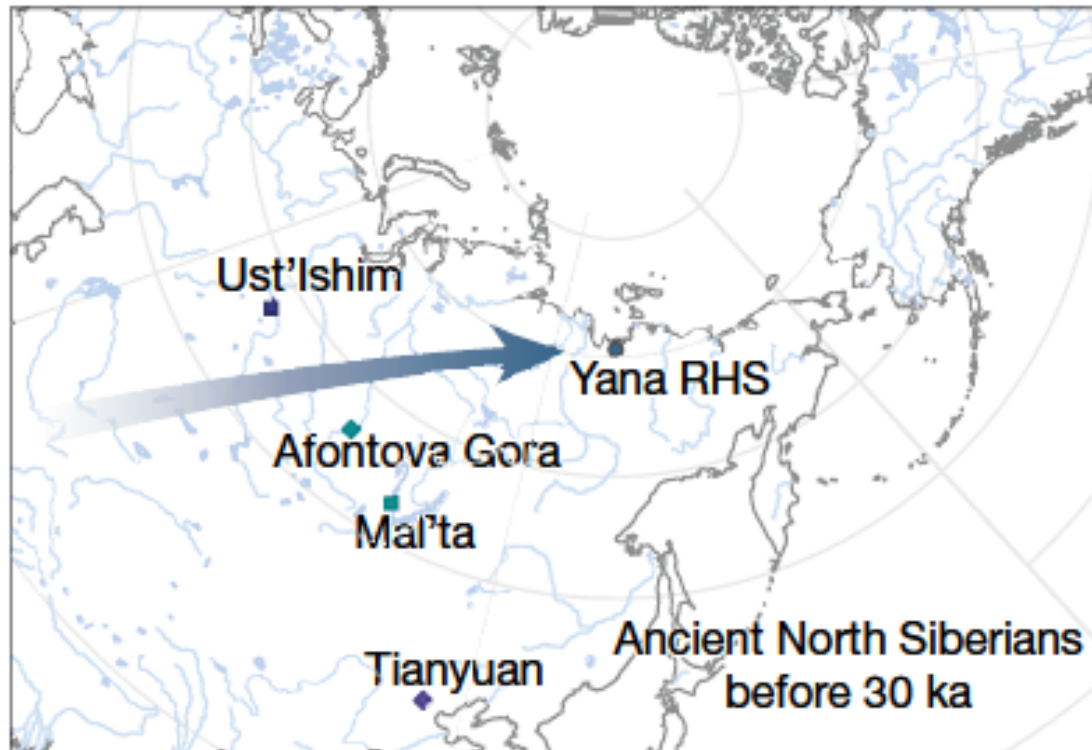 Ust'Ishim
Yana RHS
Afontova Gora
Mal'ta
Tianyuan
Ancient North Siberians
before 30 ka